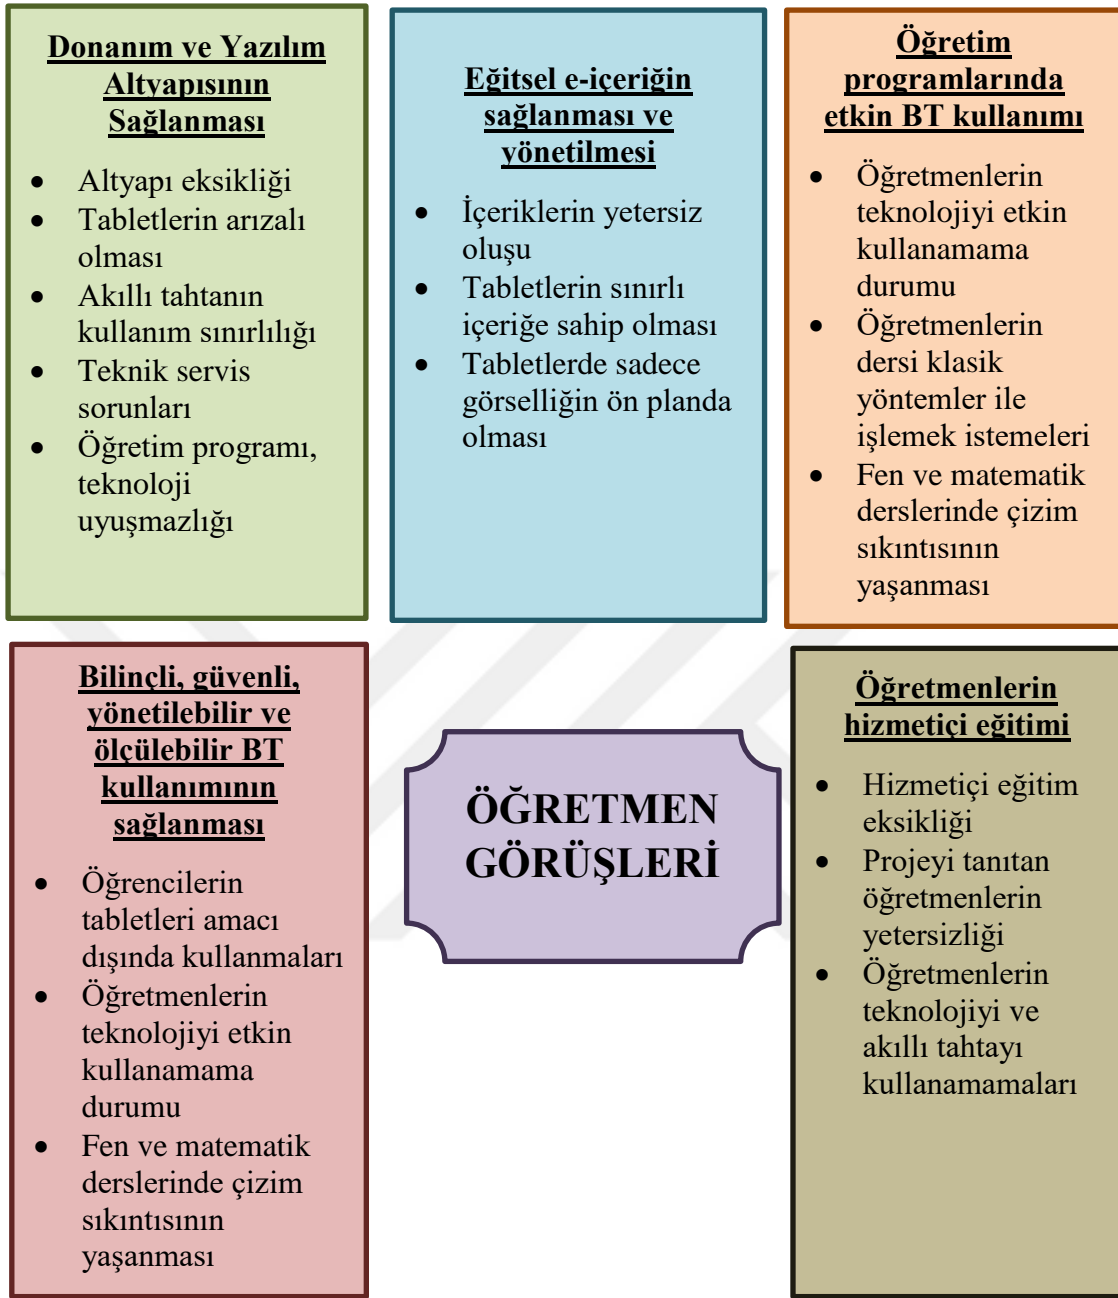 Donanım ve Yazılım
Altyapısının
Sağlanması
• Altyapı eksikliği
• Tabletlerin arızalı
olması
• Akıllı tahtanın
kullanım sınırlılığı
• Teknik servis
sorunları
• Öğretim programı,
teknoloji
uyuşmazlığı
Eğitsel e-içeriğin
sağlanması ve
yönetilmesi
• İçeriklerin yetersiz
oluşu
• Tabletlerin sınırlı
içeriğe sahip olması
• Tabletlerde sadece
görselliğin ön planda
olması
Öğretim
programlarında
etkin BT kullanımı
• Öğretmenlerin
teknolojiyi etkin
kullanamama
durumu
• Öğretmenlerin
dersi klasik
yöntemler ile
işlemek istemeleri
• Fen ve matematik
derslerinde çizim
sıkıntısının
yaşanması
Bilinçli, güvenli,
yönetilebilir ve
ölçülebilir BT
kullanımının
sağlanması
• Öğrencilerin
tabletleri amacı
dışında kullanmaları
• Öğretmenlerin
teknolojiyi etkin
kullanamama
durumu
• Fen ve matematik
derslerinde çizim
sıkıntısının
yaşanması
ÖĞRETMEN
GÖRÜŞLERİ
Öğretmenlerin
hizmetiçi eğitimi
• Hizmetiçi eğitim
eksikliği
• Projeyi tanıtan
öğretmenlerin
yetersizliği
• Öğretmenlerin
teknolojiyi ve
akıllı tahtayı
kullanamamaları